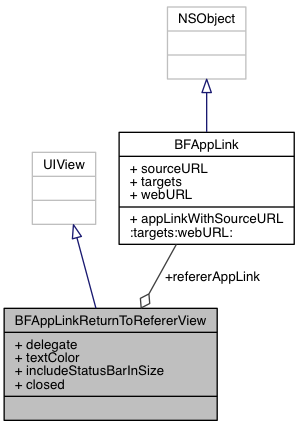 NSObject
BFAppLink
+ sourceURL
+ targets
+ webURL
+ appLinkWithSourceURL
:targets:webURL:
UIView
+refererAppLink
BFAppLinkReturnToRefererView
+ delegate
+ textColor
+ includeStatusBarInSize
+ closed